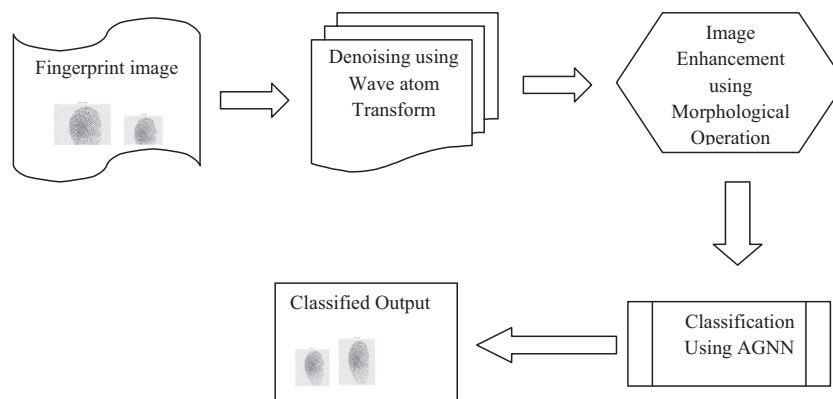 Fingerprint image
Denoising using
Wave atom
Transform
Image
Enhancement
using
Morphological
Operation
Classification
Using AGNN
Classified Output